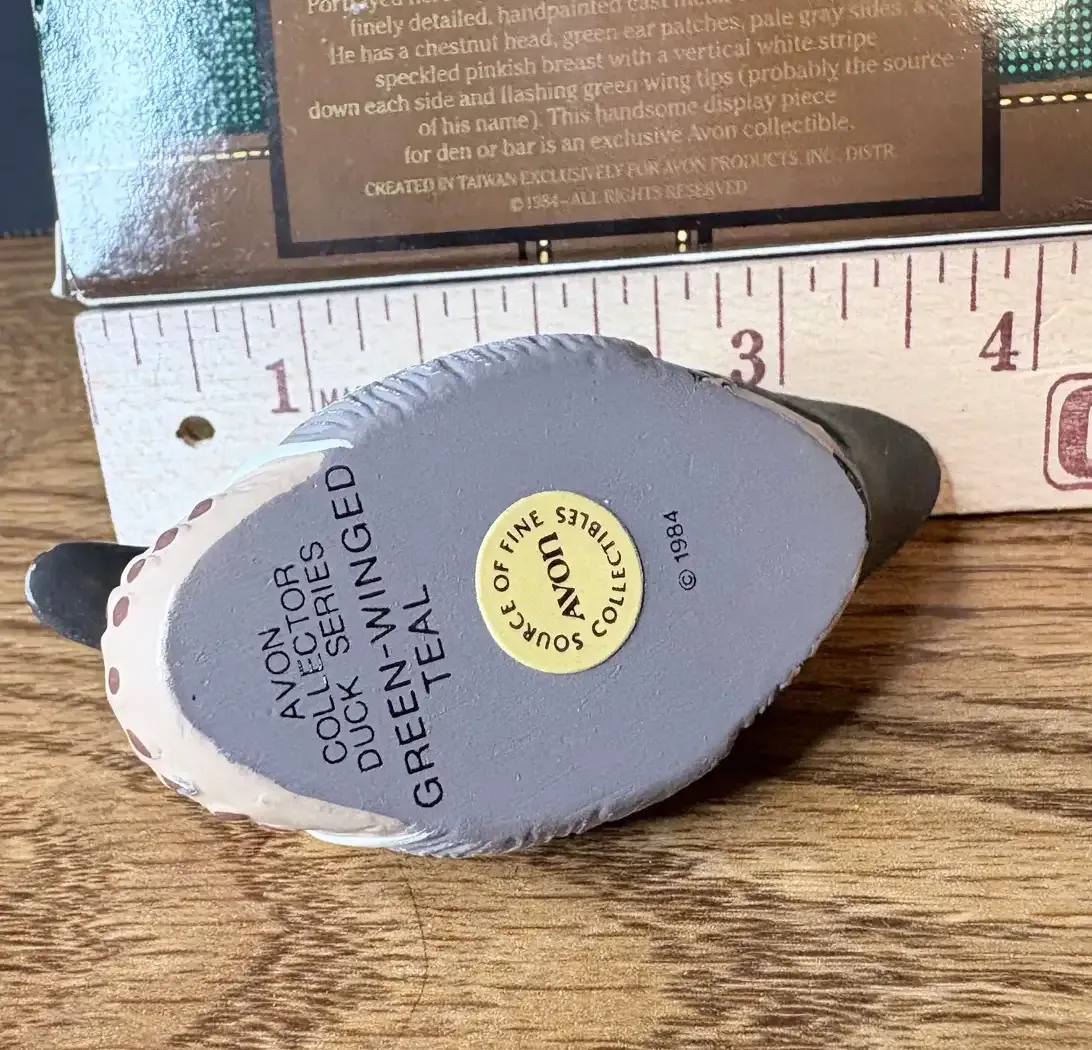 finely detailed, handpainted cast
He has a chestnut head, green ear patches, pale gray sides, a
speckled pinkish breast with a vertical white stripe
down each side and flashing green wing tips (probably the source
of his name). This handsome display piece
for den or bar is an exclusive Avon collectible.
CREATED IN TAIWAN EXCLUSIVELY FOR AVON PRODUCTS, INC., DISTR.
© 1984–ALL RIGHTS RESERVED
1
3
4
AVON
COLLECTOR
DUCK SERIES
GREEN-WINGED
TEAL
SOURCE OF FINE COLLECTIBLES
AVON
© 1984